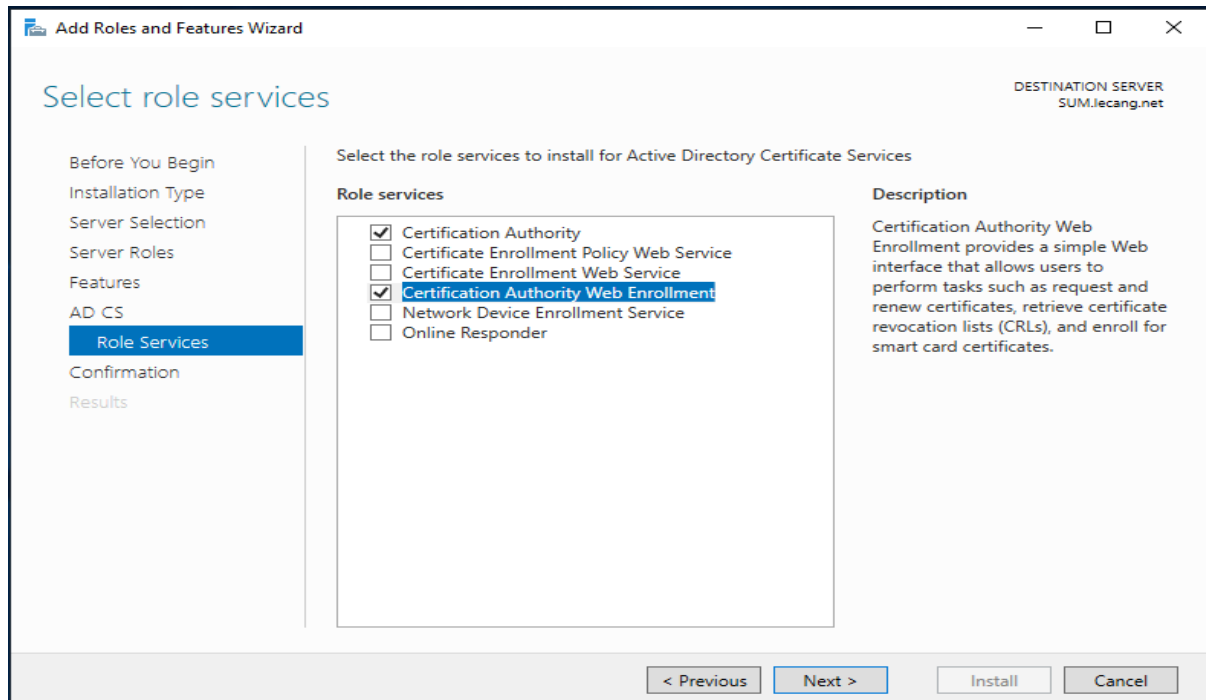 Add Roles and Features Wizard
Select role services
DESTINATION SERVER
SUM.lecang.net
Before You Begin
Installation Type
Server Selection
Server Roles
Features
AD CS
Role Services
Confirmation
Results
Select the role services to install for Active Directory Certificate Services
Role services
Certification Authority
Certificate Enrollment Policy Web Service
Certificate Enrollment Web Service
Certification Authority Web Enrollment
Network Device Enrollment Service
Online Responder
Description
Certification Authority Web
Enrollment provides a simple Web
interface that allows users to
perform tasks such as request and
renew certificates, retrieve certificate
revocation lists (CRLs), and enroll for
smart card certificates.
< Previous
Next >
Install
Cancel